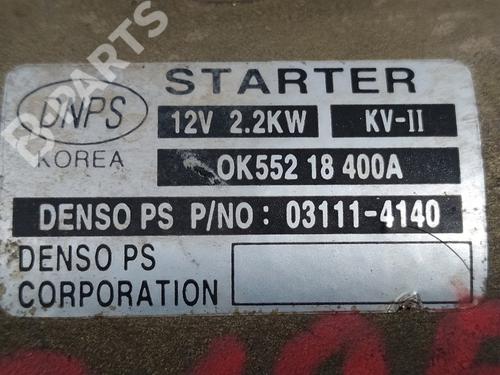 B-PARTS
STARTER
DNPS
KOREA
12V 2.2KW KV-II
OK552 18 400A
DENSO PS P/NO: 03111-4140
DENSO PS
CORPORATION